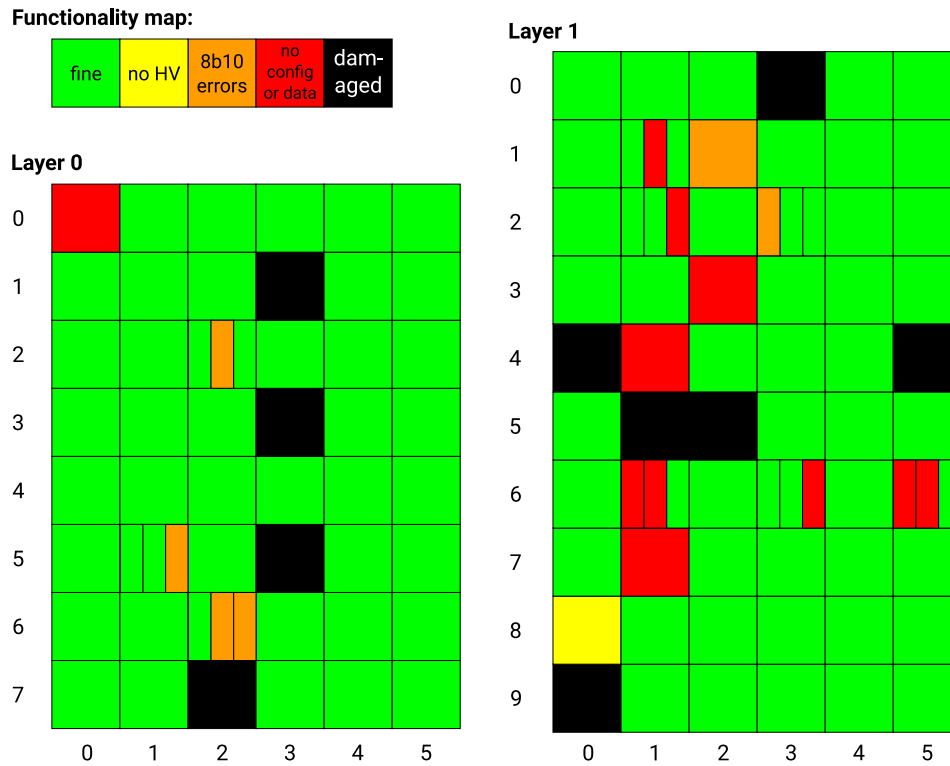 Functionality map:
fine
no HV
8b10
errors
no
config
or data
dam-
aged
Layer 0
0
1
2
3
4
5
6
7
0 1 2 3 4 5
Layer 1
0
1
2
3
4
5
6
7
8
9
0 1 2 3 4 5